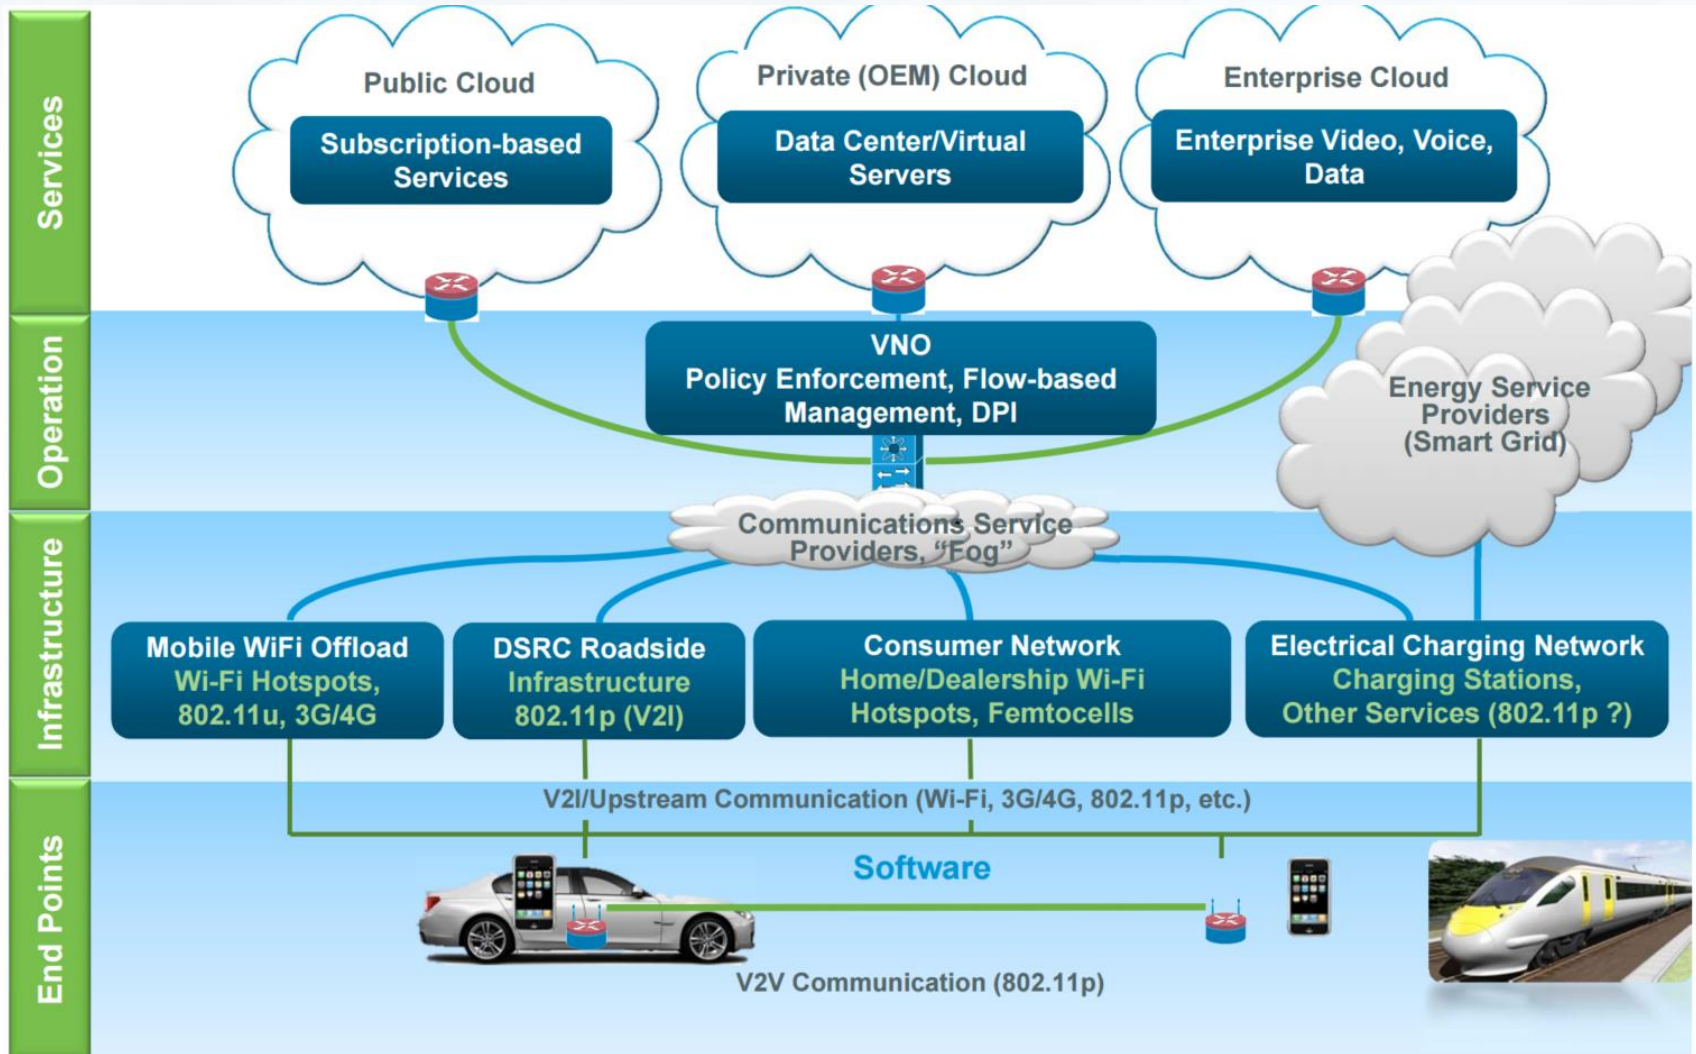 Services
Public Cloud
Subscription-based
Services
Private (OEM) Cloud
Data Center/Virtual
Servers
Enterprise Cloud
Enterprise Video, Voice,
Data
Operation
VNO
Policy Enforcement, Flow-based
Management, DPI
Energy Service
Providers
(Smart Grid)
Infrastructure
Communications Service
Providers, “Fog”
Mobile WiFi Offload
Wi-Fi Hotspots,
802.11u, 3G/4G
DSRC Roadside
Infrastructure
802.11p (V2I)
Consumer Network
Home/Dealership Wi-Fi
Hotspots, Femtocells
Electrical Charging Network
Charging Stations,
Other Services (802.11p ?)
End Points
V2I/Upstream Communication (Wi-Fi, 3G/4G, 802.11p, etc.)
Software
V2V Communication (802.11p)